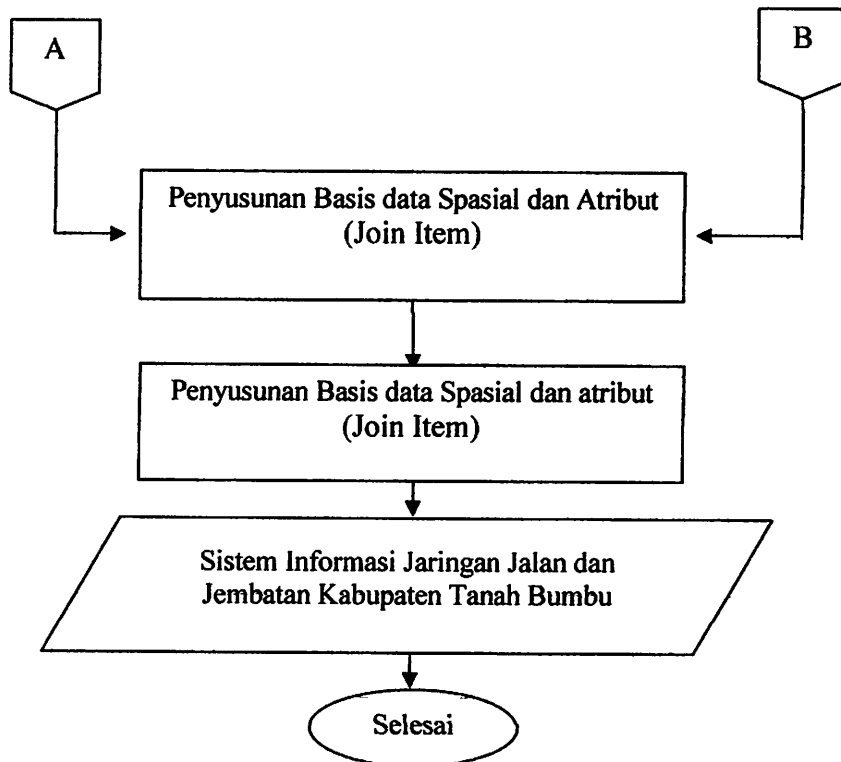 A
B
Penyusunan Basis data Spasial dan Atribut
(Join Item)
Penyusunan Basis data Spasial dan atribut
(Join Item)
Sistem Informasi Jaringan Jalan dan
Jembatan Kabupaten Tanah Bumbu
Selesai